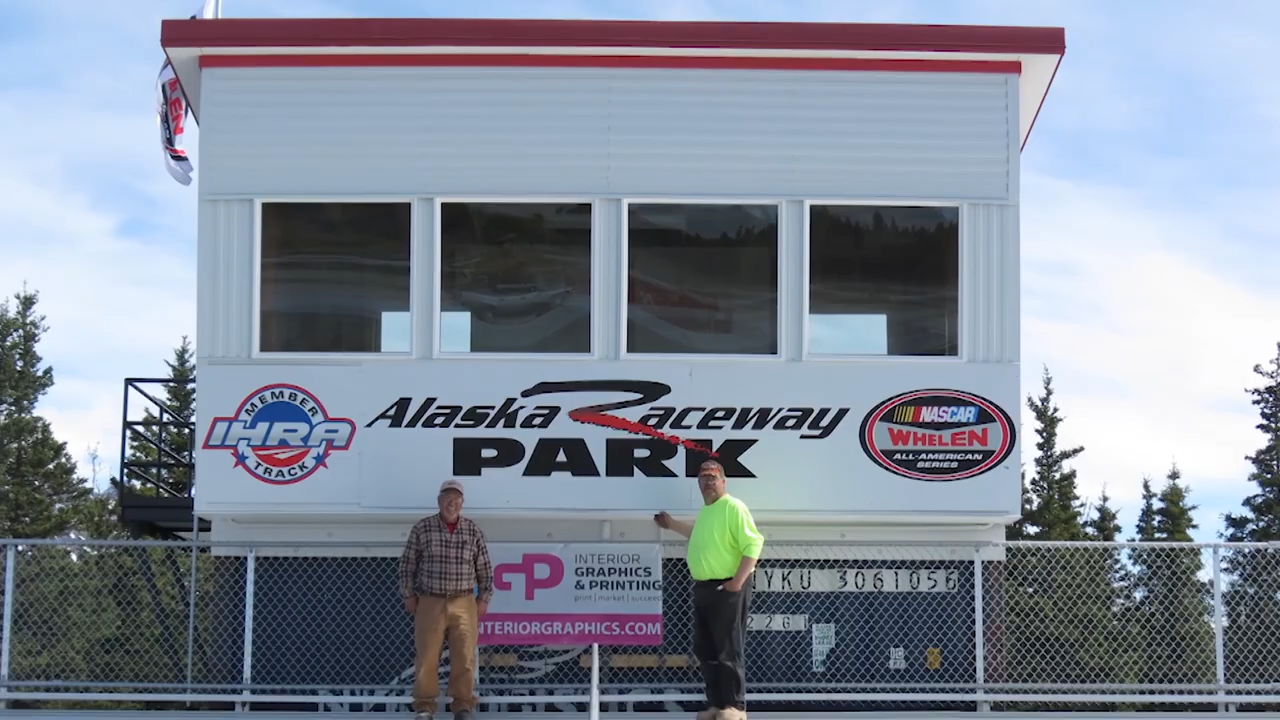 MEMBER
IHRA
TRACK
Alaska Raceway
PARK
NASCAR
WHELEN
ALL-AMERICAN
SERIES
INTERIOR
GRAPHICS
& PRINTING
print | market | succeed
NTERIORGRAPHICS.COM
YKU 3061056
2261